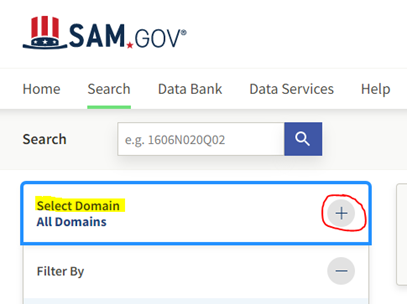 SAM.GOV®
Home Search Data Bank Data Services Help
Search e.g. 1606N020Q02
Select Domain
All Domains
Filter By